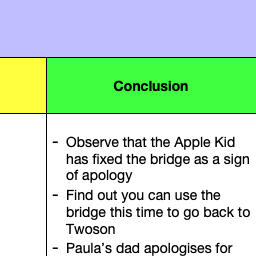 Conclusion
- Observe that the Apple Kid
has fixed the bridge as a sign
of apology
- Find out you can use the
bridge this time to go back to
Twoson
- Paula's dad apologises for